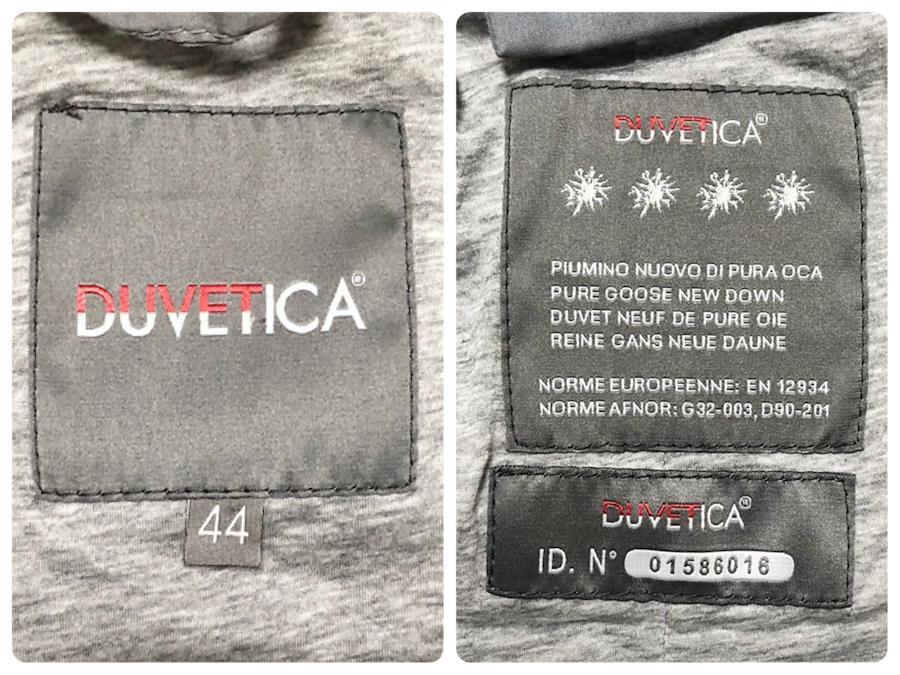 DUVETICA®
44
DUVETICA®
PIUMINO NUOVO DI PURA OCA
PURE GOOSE NEW DOWN
DUVET NEUF DE PURE OIE
REINE GANS NEUE DAUNE
NORME EUROPEENNE: EN 12934
NORME AFNOR: G32-003, D90-201
DUVETICA®
ID. N° 01586016